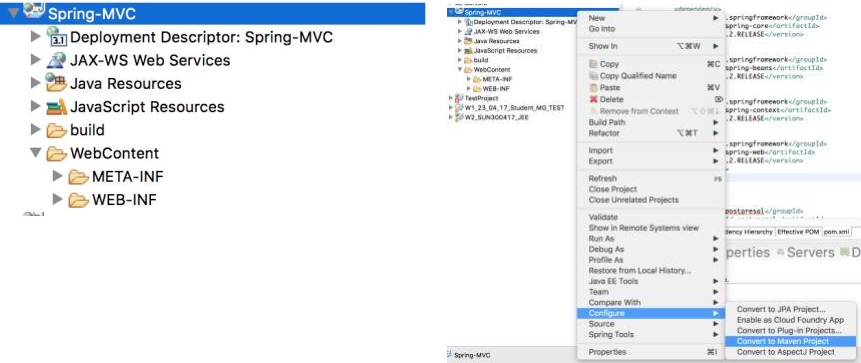 Spring-MVC
Deployment Descriptor: Spring-MVC
JAX-WS Web Services
Java Resources
JavaScript Resources
build
WebContent
META-INF
WEB-INF
Spring-MVC
Deployment Descriptor: Spring-MV
JAX-WS Web Services
Java Resources
JavaScript Resources
build
WebContent
META-INF
WEB-INF
TestProject
W1_23_04_17_Student_MG_TEST
W2_SUN300417_JEE
New
Go Into
Show In ⌥⌘W
Copy ⌘C
Copy Qualified Name
Paste ⌘V
Delete ⌦
Remove from Context
Build Path
Refactor ⌥⌘T
Import
Export
Refresh F5
Close Project
Close Unrelated Projects
Validate
Show in Remote Systems view
Run As
Debug As
Profile As
Restore from Local History...
Java EE Tools
Team
Compare With
Configure
Source
Spring Tools
Properties ⌘I
Convert to JPA Project...
Enable as Cloud Foundry App
Convert to Plug-in Projects...
Convert to Maven Project
Convert to AspectJ Project
<dependency>
.springframework</groupId>
spring-core</artifactId>
.2.RELEASE</version>
.springframework</groupId>
spring-beans</artifactId>
.2.RELEASE</version>
.springframework</groupId>
spring-context</artifactId>
.2.RELEASE</version>
.springframework</groupId>
spring-web</artifactId>
.2.RELEASE</version>
postgresql</groupId>
dency Hierarchy Effective POM pom.xml
perties Servers D
Spring-MVC